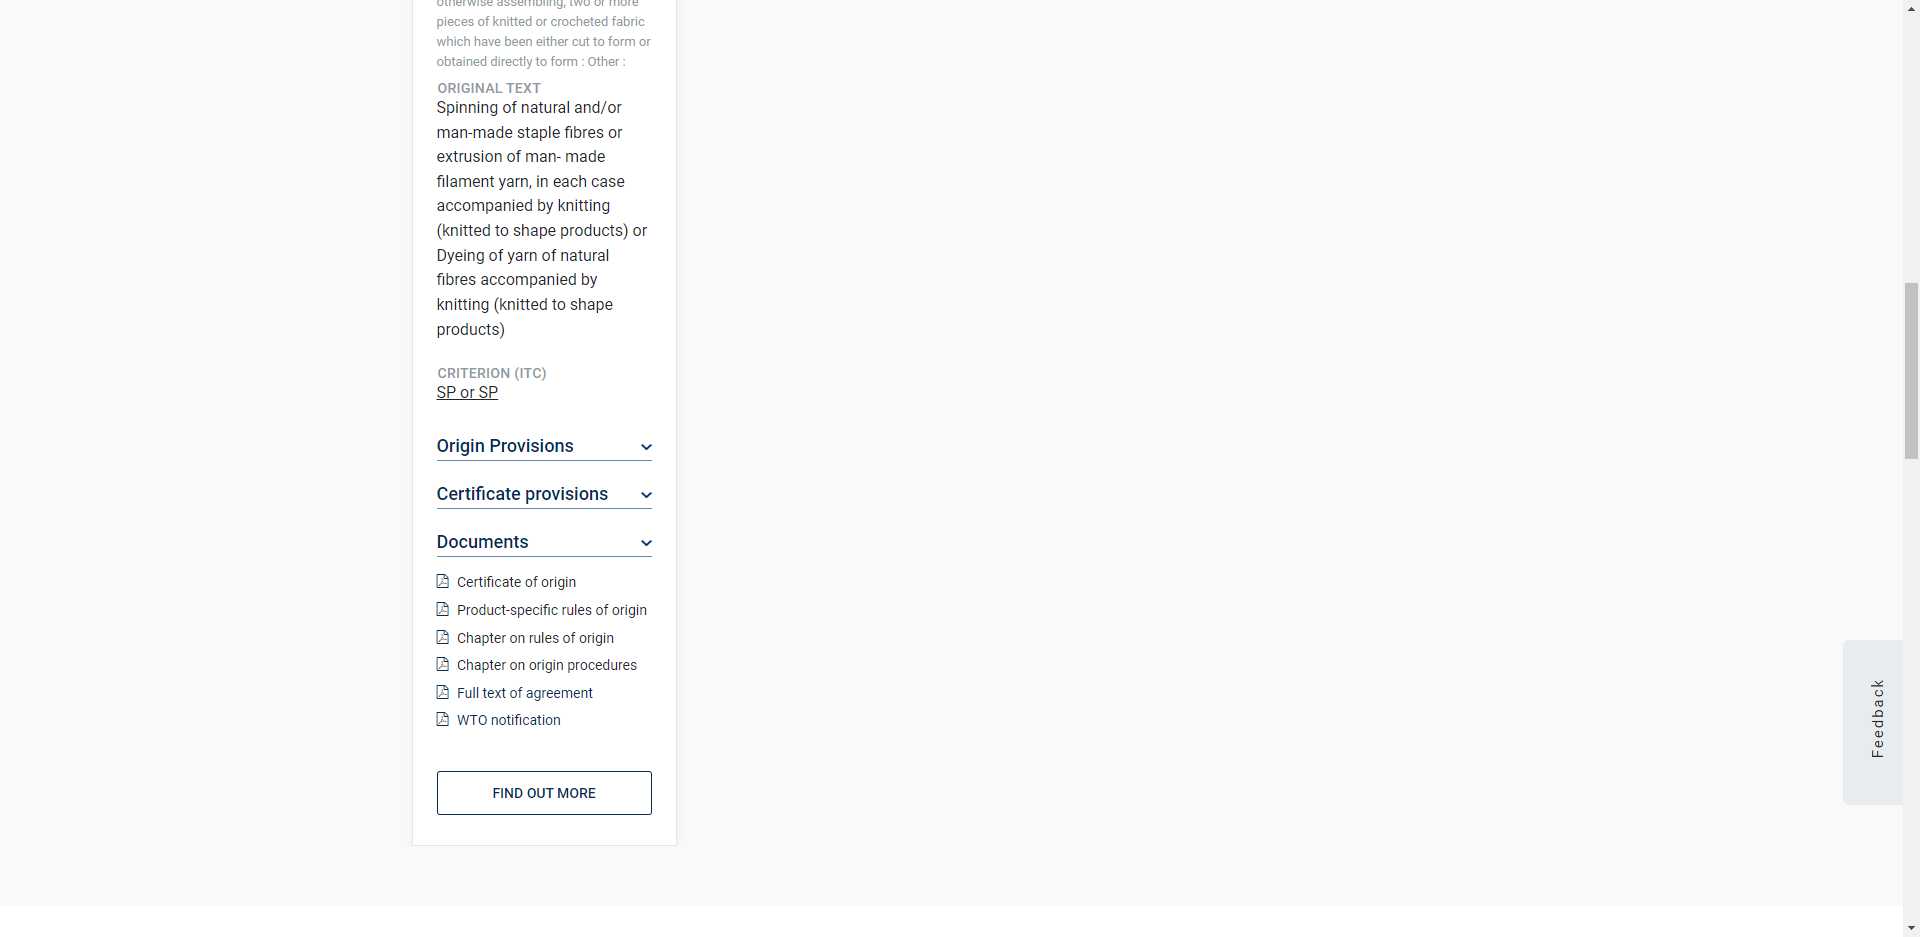 otherwise assembling, two or more
pieces of knitted or crocheted fabric
which have been either cut to form or
obtained directly to form : Other :
ORIGINAL TEXT
Spinning of natural and/or
man-made staple fibres or
extrusion of man- made
filament yarn, in each case
accompanied by knitting
(knitted to shape products) or
Dyeing of yarn of natural
fibres accompanied by
knitting (knitted to shape
products)
CRITERION (ITC)
SP or SP
Origin Provisions
Certificate provisions
Documents
Certificate of origin
Product-specific rules of origin
Chapter on rules of origin
Chapter on origin procedures
Full text of agreement
WTO notification
FIND OUT MORE
Feedback